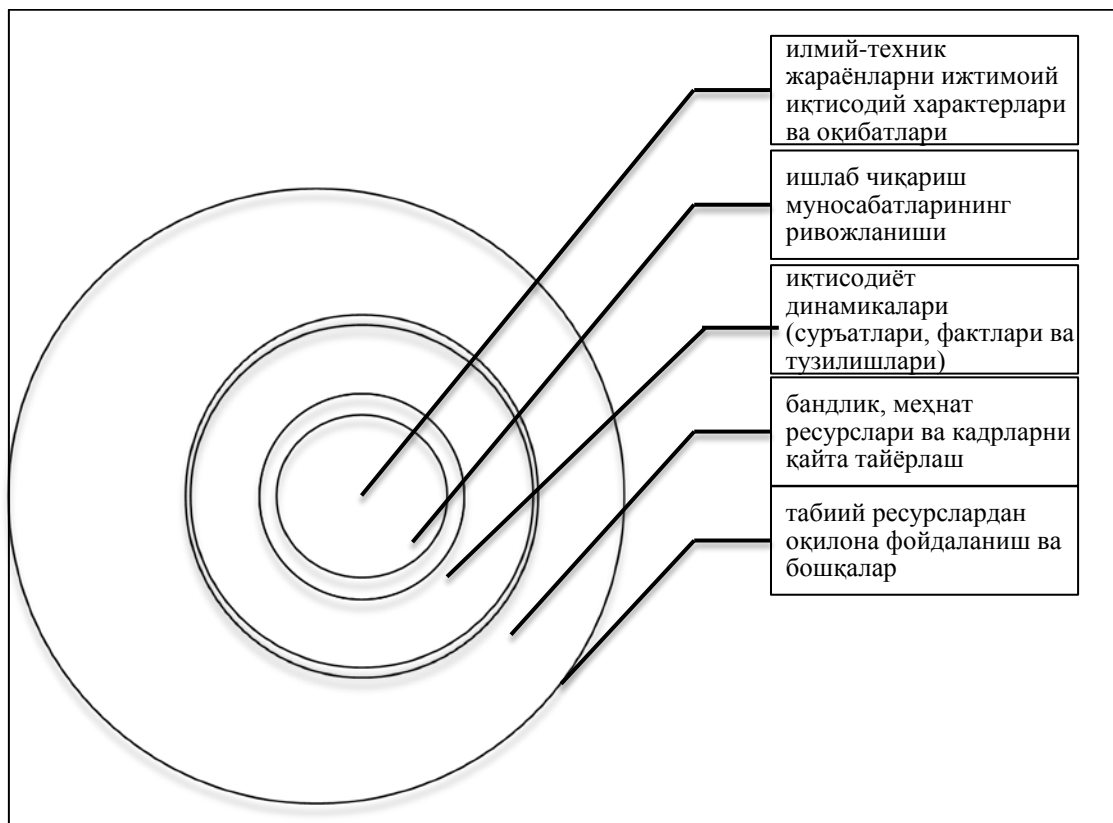 илмий-техник
жараёнларни ижтимоий
иқтисодий характерлари
ва оқибатлари
ишлаб чиқариш
муносабатларининг
ривожланиши
иқтисодиёт
динамикалари
(суръатлари, фактлари ва
тузилишлари)
бандлик, меҳнат
ресурслари ва кадрларни
қайта тайёрлаш
табиий ресурслардан
оқилона фойдаланиш ва
бошқалар